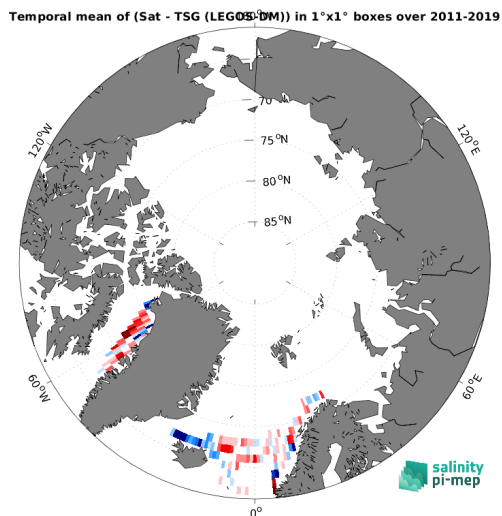 Temporal mean of (Sat - TSG (LEGOS-DM)) in 1°x1° boxes over 2011-2019
70
75°N
80°N
85°N
120°W
120°E
60°W
60°E
0°
salinity
pi-mep